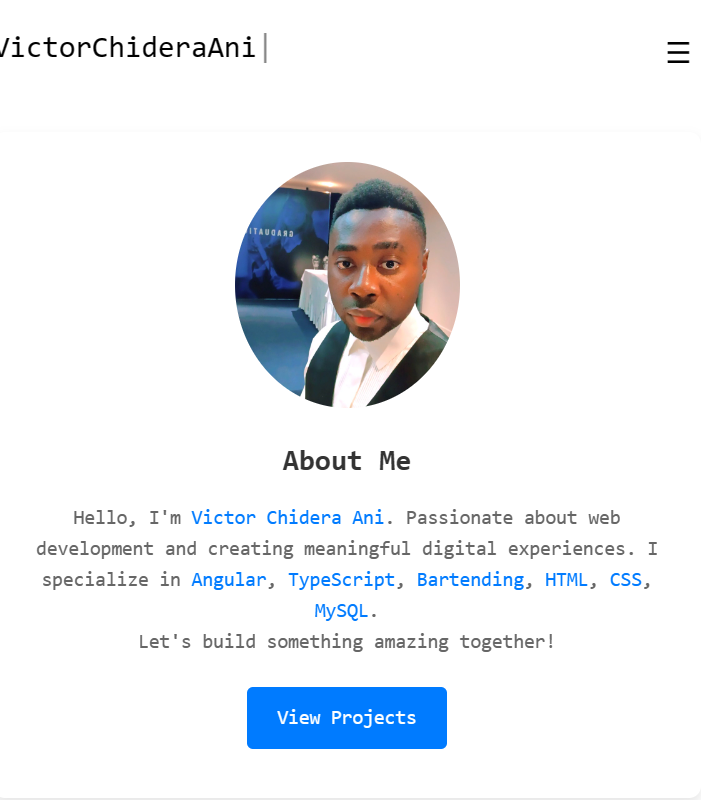 VictorChideraAni
About Me
Hello, I'm Victor Chidera Ani. Passionate about web
development and creating meaningful digital experiences. I
specialize in Angular, TypeScript, Bartending, HTML, CSS,
MySQL.
Let's build something amazing together!
View Projects